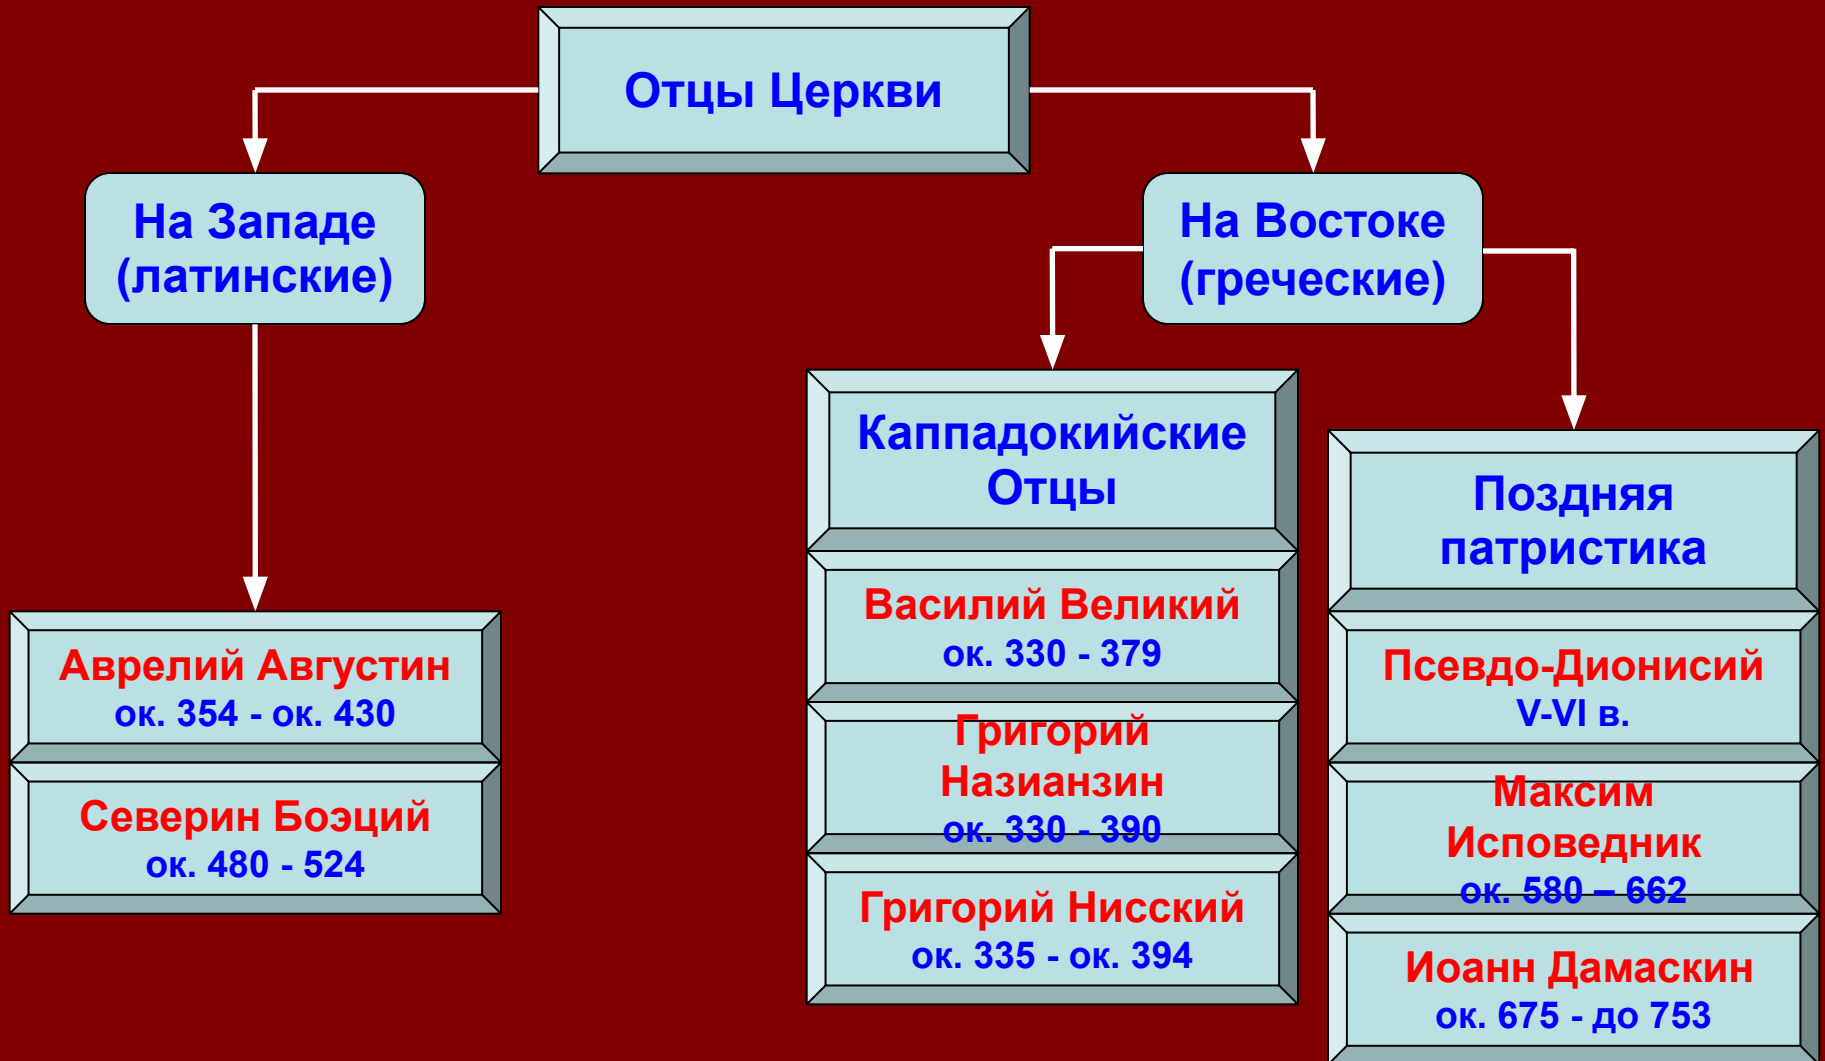 Отцы Церкви
На Западе
(латинские)
На Востоке
(греческие)
Аврелий Августин
ок. 354 - ок. 430
Северин Боэций
ок. 480 - 524
Каппадокийские
Отцы
Василий Великий
ок. 330 - 379
Григорий
Назианзин
ок. 330 - 390
Григорий Нисский
ок. 335 - ок. 394
Поздняя
патристика
Псевдо-Дионисий
V-VI в.
Максим
Исповедник
ок. 580 – 662
Иоанн Дамаскин
ок. 675 - до 753